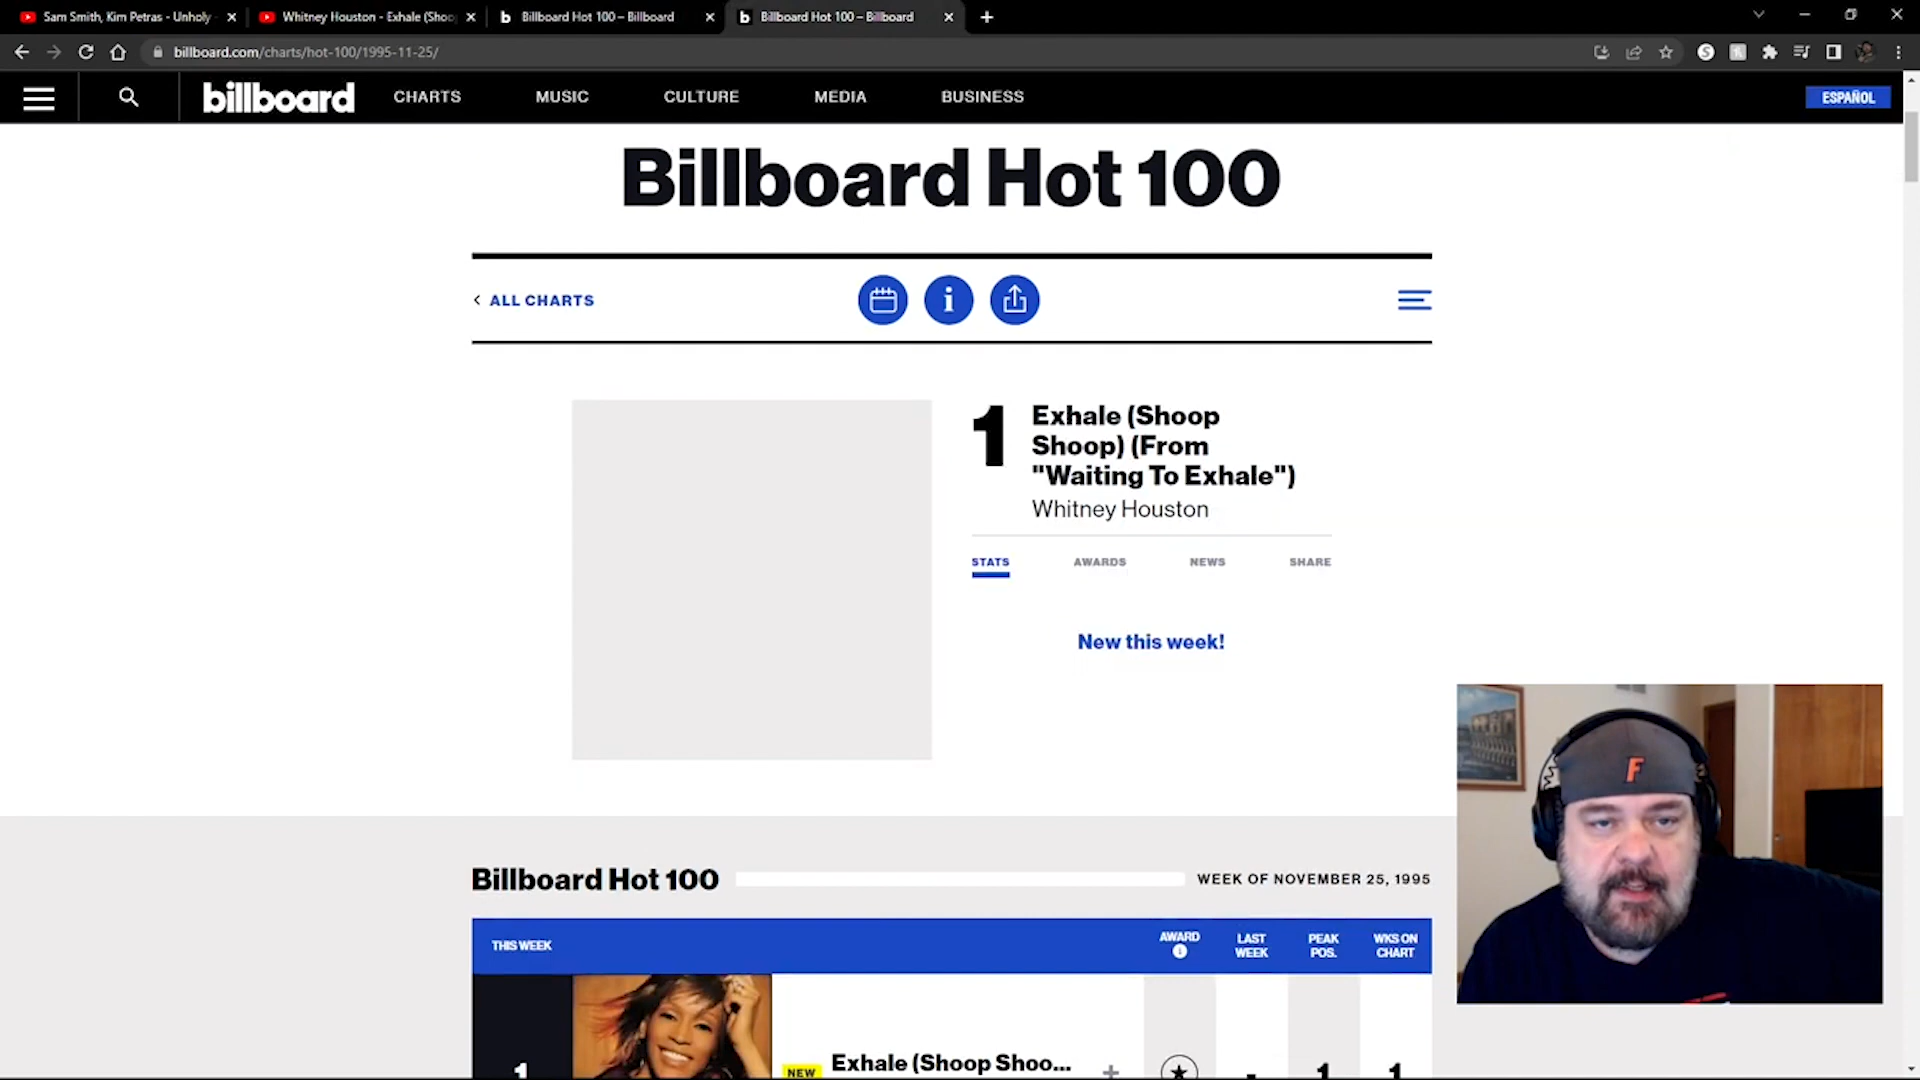 Sam Smith, Kim Petras - Unholy
Whitney Houston - Exhale (Shoop
Billboard Hot 100 – Billboard
Billboard Hot 100 – Billboard
billboard.com/charts/hot-100/1995-11-25/
billboard
CHARTS
MUSIC
CULTURE
MEDIA
BUSINESS
ESPAÑOL
Billboard Hot 100
ALL CHARTS
1
Exhale (Shoop
Shoop) (From
"Waiting To Exhale")
Whitney Houston
STATS
AWARDS
NEWS
SHARE
New this week!
F
Billboard Hot 100
WEEK OF NOVEMBER 25, 1995
THIS WEEK
AWARD
LAST
WEEK
PEAK
POS.
WKS ON
CHART
1
NEW
Exhale (Shoop Shoo...
-
1
1